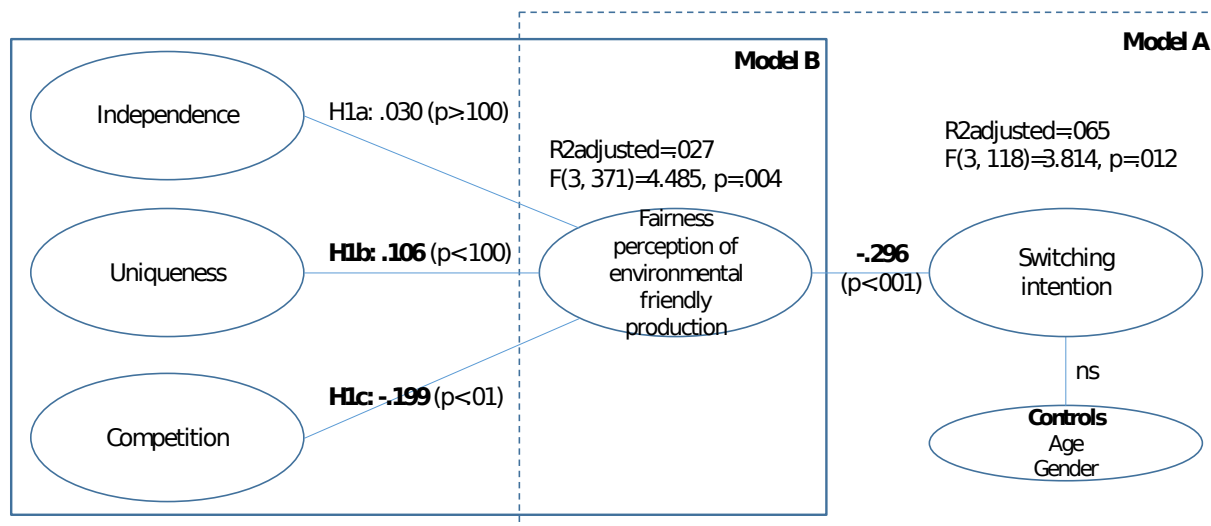 Model A
Model B
Independence
H1a: .030 (p>.100)
R2adjusted=.027
F(3, 371)=4.485, p=.004
R2adjusted=.065
F(3, 118)=3.814, p=.012
Uniqueness
H1b: .106 (p<.100)
Fairness
perception of
environmental
friendly
production
-.296
(p<.001)
Switching
intention
H1c: -.199 (p<.01)
Competition
ns
Controls
Age
Gender